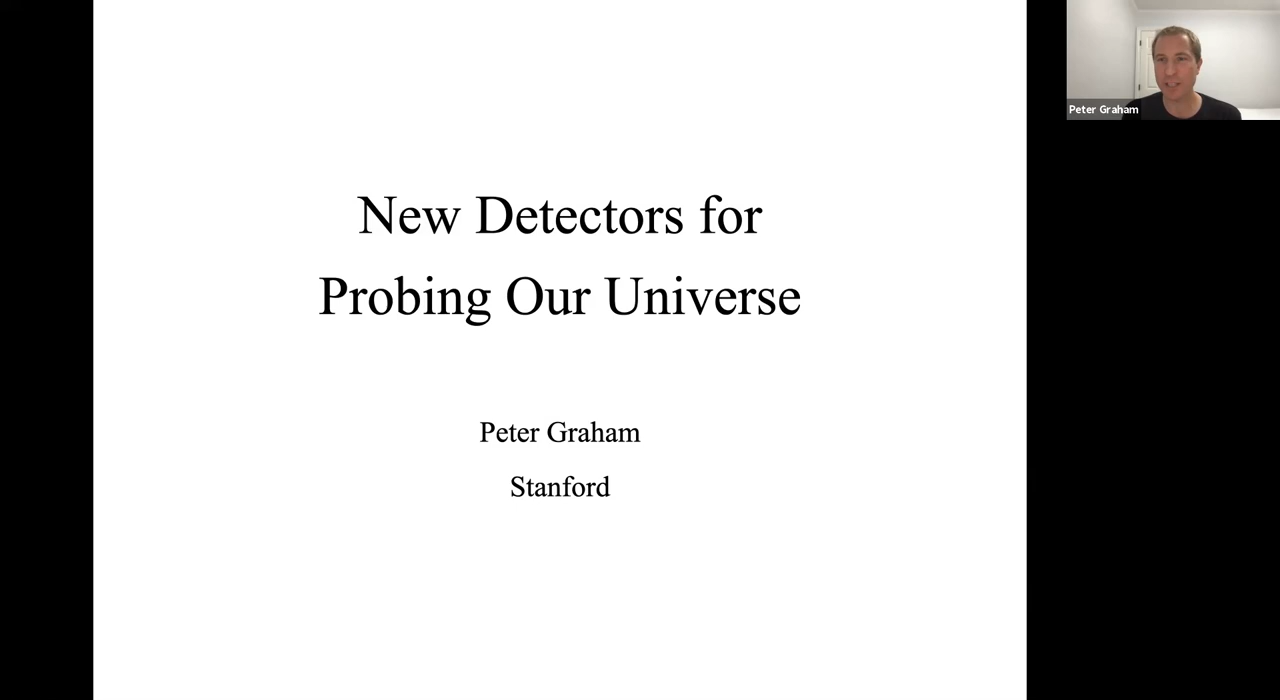 New Detectors for
Probing Our Universe
Peter Graham
Stanford
Peter Graham